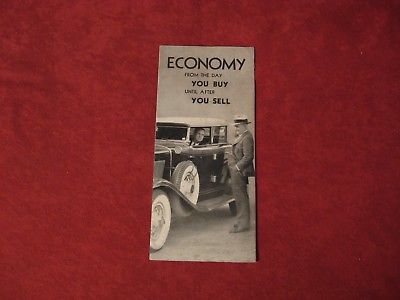 ECONOMY
FROM THE DAY
YOU BUY
UNTIL AFTER
YOU SELL